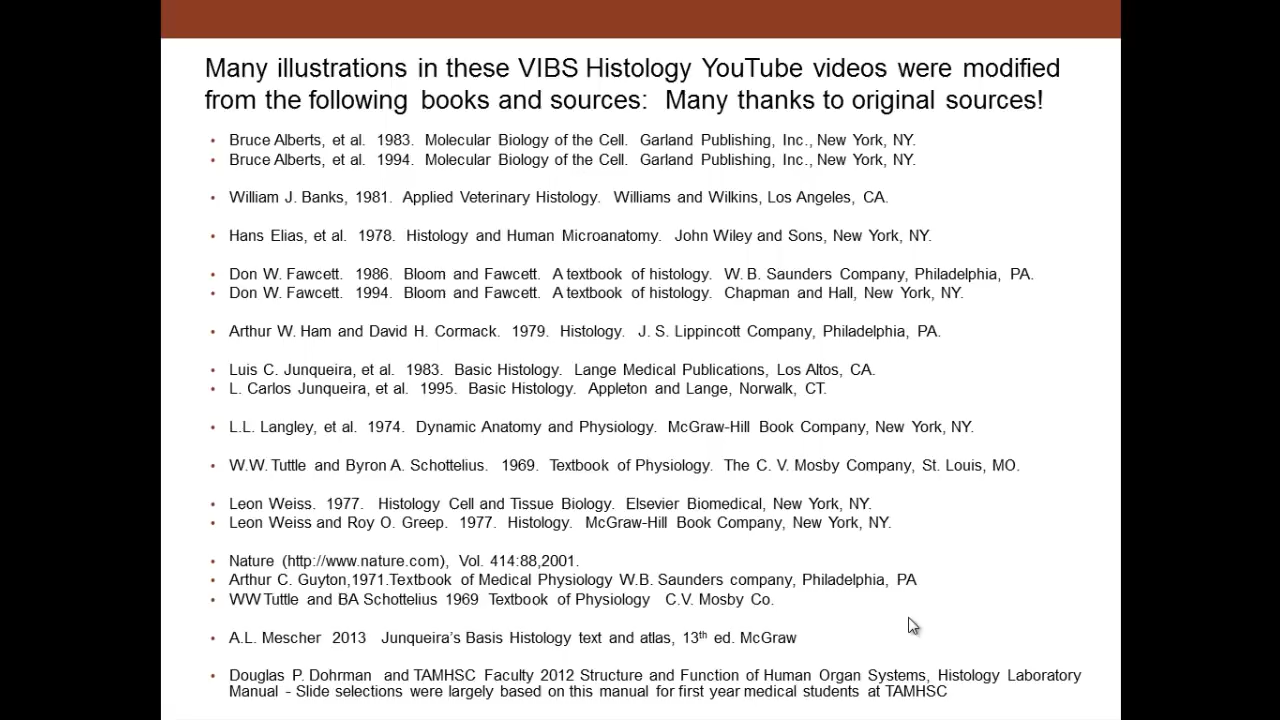 Many illustrations in these VIBS Histology YouTube videos were modified
from the following books and sources: Many thanks to original sources!
• Bruce Alberts, et al. 1983. Molecular Biology of the Cell. Garland Publishing, Inc., New York, NY.
• Bruce Alberts, et al. 1994. Molecular Biology of the Cell. Garland Publishing, Inc., New York, NY.
• William J. Banks, 1981. Applied Veterinary Histology. Williams and Wilkins, Los Angeles, CA.
• Hans Elias, et al. 1978. Histology and Human Microanatomy. John Wiley and Sons, New York, NY.
• Don W. Fawcett. 1986. Bloom and Fawcett. A textbook of histology. W. B. Saunders Company, Philadelphia, PA.
• Don W. Fawcett. 1994. Bloom and Fawcett. A textbook of histology. Chapman and Hall, New York, NY.
• Arthur W. Ham and David H. Cormack. 1979. Histology. J. S. Lippincott Company, Philadelphia, PA.
• Luis C. Junqueira, et al. 1983. Basic Histology. Lange Medical Publications, Los Altos, CA.
• L. Carlos Junqueira, et al. 1995. Basic Histology. Appleton and Lange, Norwalk, CT.
• L.L. Langley, et al. 1974. Dynamic Anatomy and Physiology. McGraw-Hill Book Company, New York, NY.
• W.W. Tuttle and Byron A. Schottelius. 1969. Textbook of Physiology. The C. V. Mosby Company, St. Louis, MO.
• Leon Weiss. 1977. Histology Cell and Tissue Biology. Elsevier Biomedical, New York, NY.
• Leon Weiss and Roy O. Greep. 1977. Histology. McGraw-Hill Book Company, New York, NY.
• Nature (http://www.nature.com), Vol. 414:88,2001.
• Arthur C. Guyton,1971.Textbook of Medical Physiology W.B. Saunders company, Philadelphia, PA
• WW Tuttle and BA Schottelius 1969 Textbook of Physiology C.V. Mosby Co.
• A.L. Mescher 2013 Junqueira's Basis Histology text and atlas, 13th ed. McGraw
• Douglas P. Dohrman and TAMHSC Faculty 2012 Structure and Function of Human Organ Systems, Histology Laboratory
Manual - Slide selections were largely based on this manual for first year medical students at TAMHSC